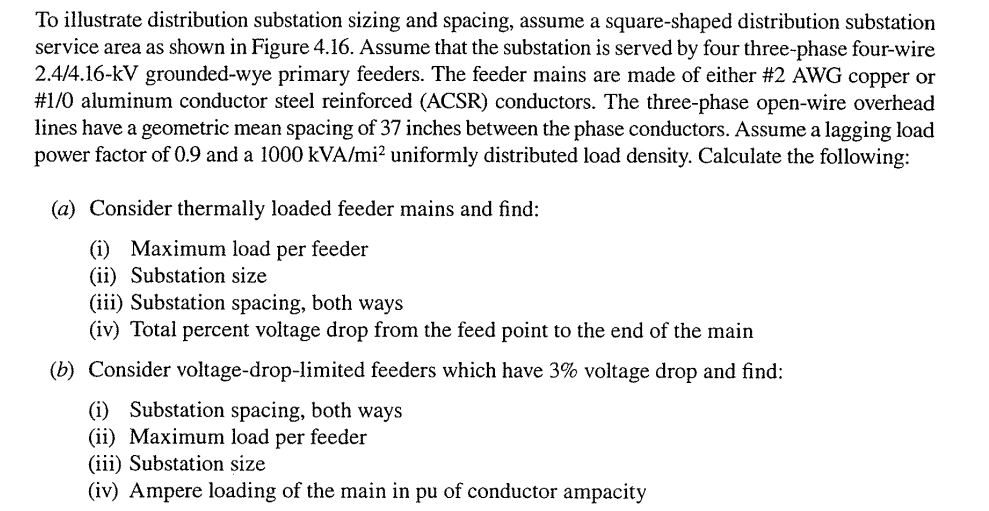 To illustrate distribution substation sizing and spacing, assume a square-shaped distribution substation
service area as shown in Figure 4.16. Assume that the substation is served by four three-phase four-wire
2.4/4.16-kV grounded-wye primary feeders. The feeder mains are made of either #2 AWG copper or
#1/0 aluminum conductor steel reinforced (ACSR) conductors. The three-phase open-wire overhead
lines have a geometric mean spacing of 37 inches between the phase conductors. Assume a lagging load
power factor of 0.9 and a 1000 kVA/mi² uniformly distributed load density. Calculate the following:
(a) Consider thermally loaded feeder mains and find:
(i) Maximum load per feeder
(ii) Substation size
(iii) Substation spacing, both ways
(iv) Total percent voltage drop from the feed point to the end of the main
(b) Consider voltage-drop-limited feeders which have 3% voltage drop and find:
(i) Substation spacing, both ways
(ii) Maximum load per feeder
(iii) Substation size
(iv) Ampere loading of the main in pu of conductor ampacity